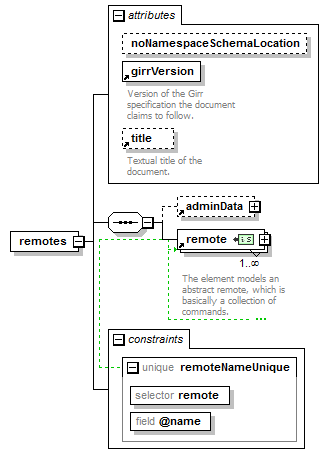 attributes
noNamespaceSchemaLocation
girrVersion
Version of the Girr
specification the document
claims to follow.
title
Textual title of the
document.
remotes
adminData
remote
is
1..∞
The element models an
abstract remote, which is
basically a collection of
commands.
constraints
unique remoteNameUnique
selector remote
field @name